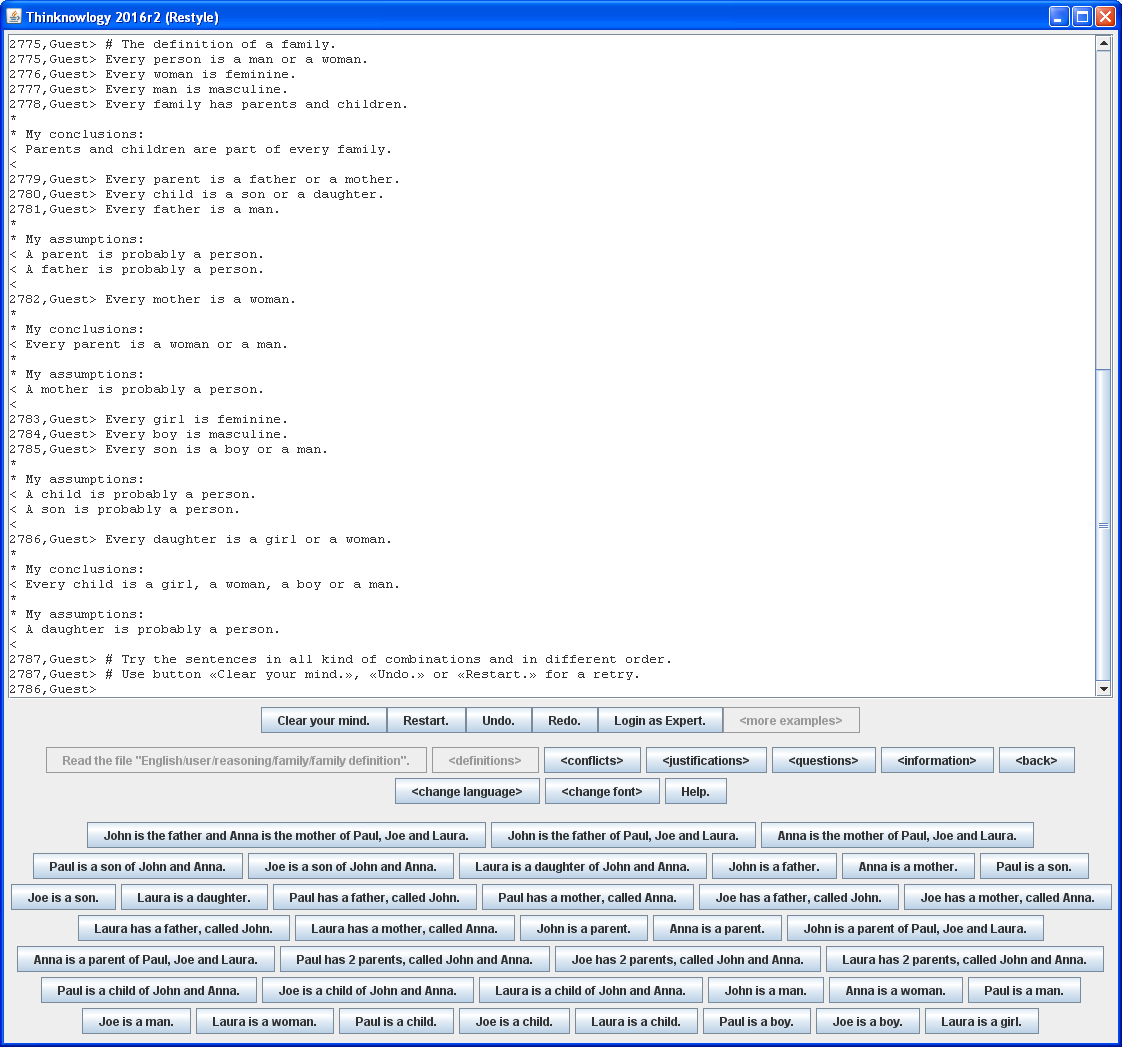 Thinknowlogy 2016r2 (Restyle)
2775,Guest> # The definition of a family.
2775,Guest> Every person is a man or a woman.
2776,Guest> Every woman is feminine.
2777,Guest> Every man is masculine.
2778,Guest> Every family has parents and children.
*
* My conclusions:
< Parents and children are part of every family.
<
2779,Guest> Every parent is a father or a mother.
2780,Guest> Every child is a son or a daughter.
2781,Guest> Every father is a man.
*
* My assumptions:
< A parent is probably a person.
< A father is probably a person.
<
2782,Guest> Every mother is a woman.
*
* My conclusions:
< Every parent is a woman or a man.
*
* My assumptions:
< A mother is probably a person.
<
2783,Guest> Every girl is feminine.
2784,Guest> Every boy is masculine.
2785,Guest> Every son is a boy or a man.
*
* My assumptions:
< A child is probably a person.
< A son is probably a person.
<
2786,Guest> Every daughter is a girl or a woman.
*
* My conclusions:
< Every child is a girl, a woman, a boy or a man.
*
* My assumptions:
< A daughter is probably a person.
<
2787,Guest> # Try the sentences in all kind of combinations and in different order.
2787,Guest> # Use button «Clear your mind.», «Undo.» or «Restart.» for a retry.
2786,Guest>
Clear your mind. Restart. Undo. Redo. Login as Expert. <more examples>
Read the file "English/user/reasoning/family/family definition". <definitions> <conflicts> <justifications> <questions> <information> <back>
<change language> <change font> Help.
John is the father and Anna is the mother of Paul, Joe and Laura. John is the father of Paul, Joe and Laura. Anna is the mother of Paul, Joe and Laura.
Paul is a son of John and Anna. Joe is a son of John and Anna. Laura is a daughter of John and Anna. John is a father. Anna is a mother. Paul is a son.
Joe is a son. Laura is a daughter. Paul has a father, called John. Paul has a mother, called Anna. Joe has a father, called John. Joe has a mother, called Anna.
Laura has a father, called John. Laura has a mother, called Anna. John is a parent. Anna is a parent. John is a parent of Paul, Joe and Laura.
Anna is a parent of Paul, Joe and Laura. Paul has 2 parents, called John and Anna. Joe has 2 parents, called John and Anna. Laura has 2 parents, called John and Anna.
Paul is a child of John and Anna. Joe is a child of John and Anna. Laura is a child of John and Anna. John is a man. Anna is a woman. Paul is a man.
Joe is a man. Laura is a woman. Paul is a child. Joe is a child. Laura is a child. Paul is a boy. Joe is a boy. Laura is a girl.